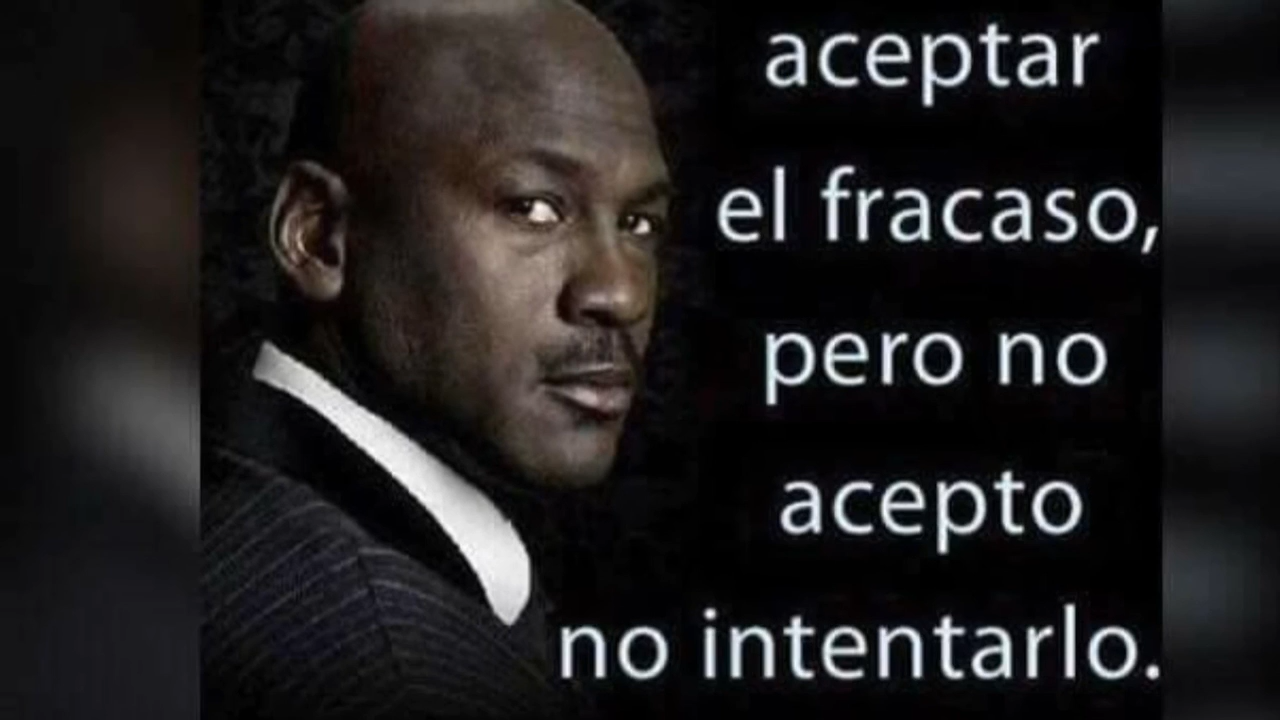 aceptar
el fracaso,
pero no
acepto
no intentarlo.